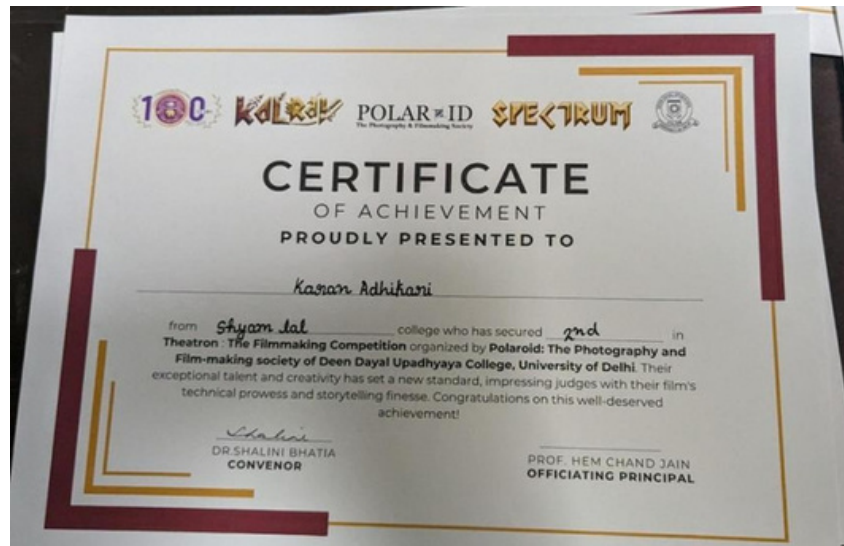 100 KALRAV POLAROID SPECTRUM
The Photography & Filmmaking Society
CERTIFICATE
OF ACHIEVEMENT
PROUDLY PRESENTED TO
Karan Adhikari
from Shyam lal college who has secured 2nd in
Theatron : The Filmmaking Competition organized by Polaroid: The Photography and
Film-making society of Deen Dayal Upadhyaya College, University of Delhi. Their
exceptional talent and creativity has set a new standard, impressing judges with their film's
technical prowess and storytelling finesse. Congratulations on this well-deserved
achievement!
Shalini
DR.SHALINI BHATIA
CONVENOR
PROF. HEM CHAND JAIN
OFFICIATING PRINCIPAL